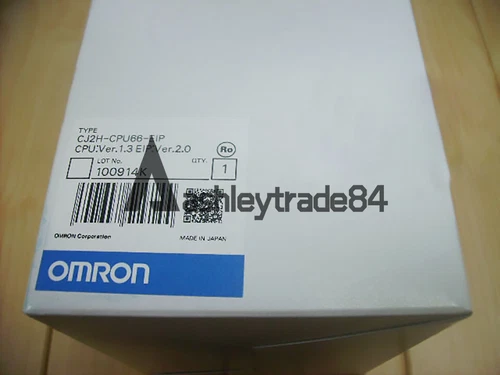 TYPE
CJ2H-CPU66-EIP
CPU:Ver.1.3 EIP:Ver.2.0
Ro
LOT No.
QTY.
100914K
1
ashleytrade84
OMRON Corporation
MADE IN JAPAN
OMRON